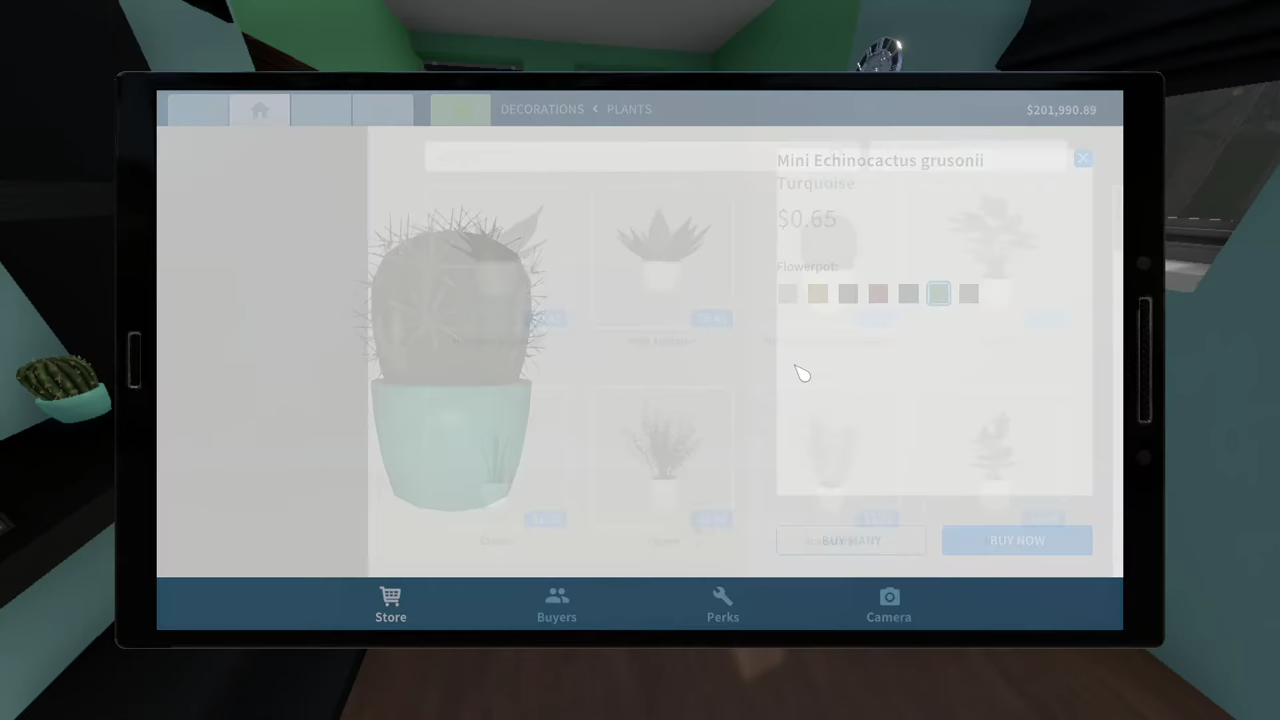 DECORATIONS < PLANTS
$201,990.89
Mini Echinocactus grusonii
Turquoise
$0.65
Flowerpot:
BUY MANY
BUY NOW
Store
Buyers
Perks
Camera